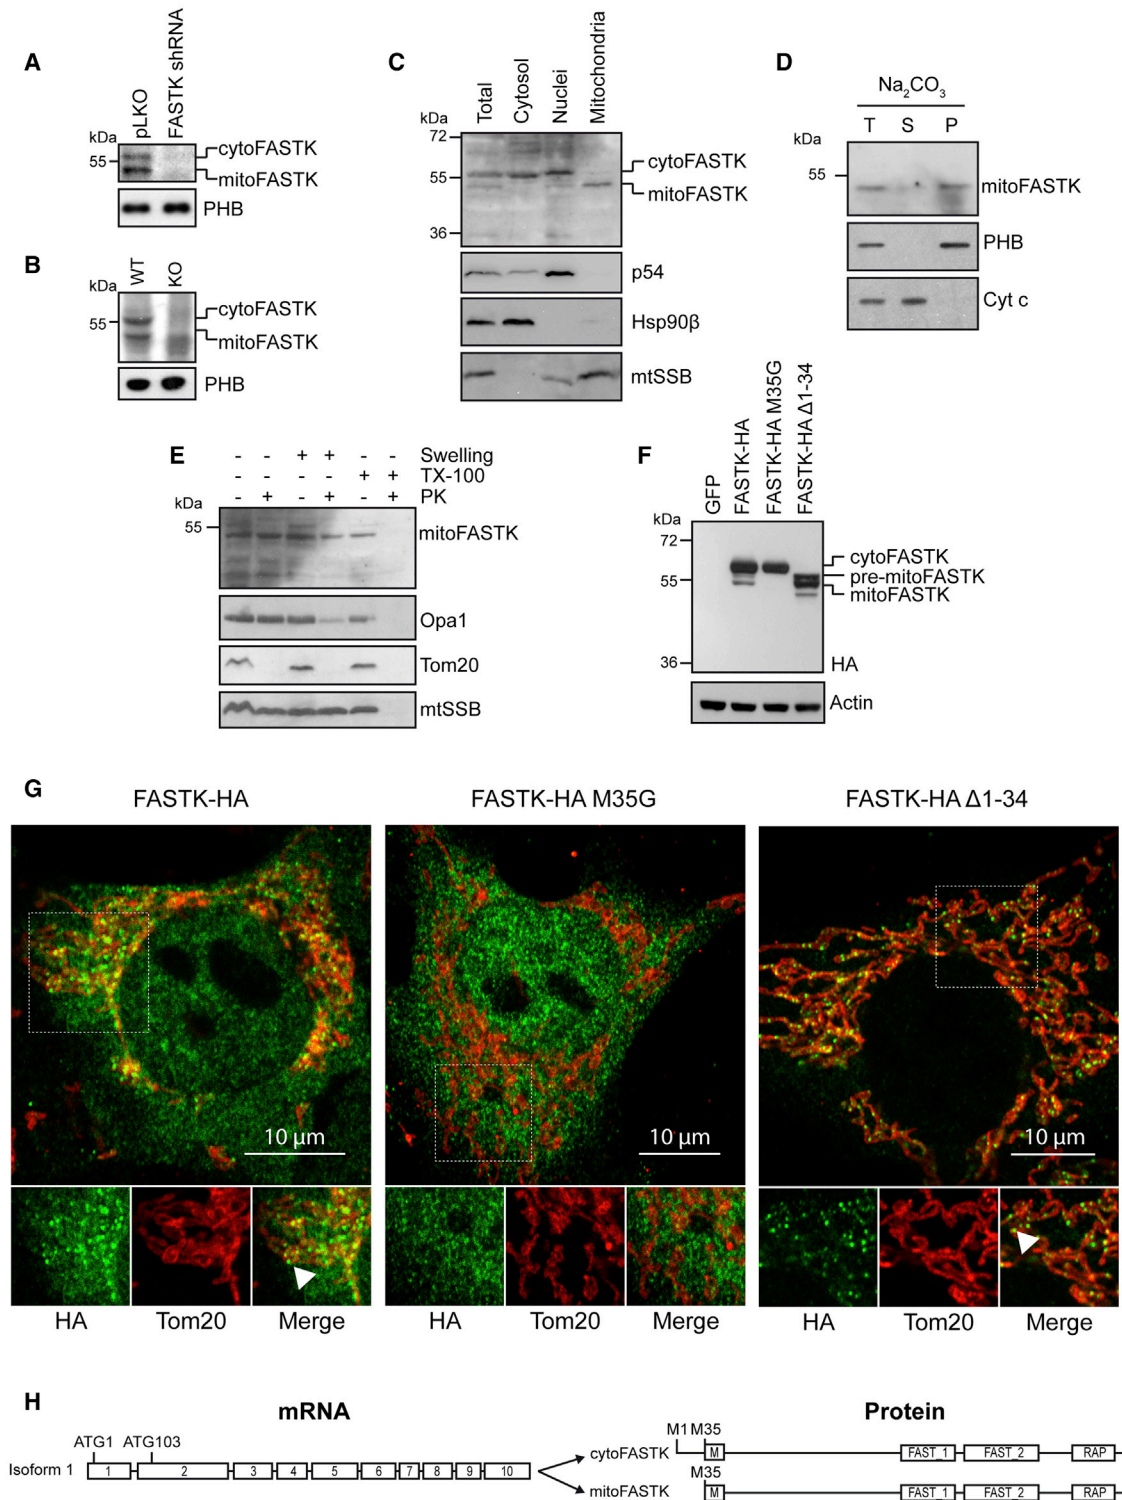 A
pLKO
FASTK shRNA
kDa
55
cytoFASTK
mitoFASTK
PHB
B
WT
KO
kDa
55
cytoFASTK
mitoFASTK
PHB
C
Total
Cytosol
Nuclei
Mitochondria
kDa
72
55
36
cytoFASTK
mitoFASTK
p54
Hsp90β
mtSSB
D
Na2CO3
T S P
kDa
55
mitoFASTK
PHB
Cyt c
E
- - + + - - Swelling
- - - - + + TX-100
- + - + - + PK
kDa
55
mitoFASTK
Opa1
Tom20
mtSSB
F
GFP
FASTK-HA
FASTK-HA M35G
FASTK-HA Δ1-34
kDa
72
55
36
cytoFASTK
pre-mitoFASTK
mitoFASTK
HA
Actin
G
FASTK-HA FASTK-HA M35G FASTK-HA Δ1-34
10 µm 10 µm 10 µm
HA Tom20 Merge HA Tom20 Merge HA Tom20 Merge
H
mRNA Protein
ATG1 ATG103
Isoform 1 1 2 3 4 5 6 7 8 9 10
M1 M35
cytoFASTK M FAST_1 FAST_2 RAP
M35
mitoFASTK M FAST_1 FAST_2 RAP